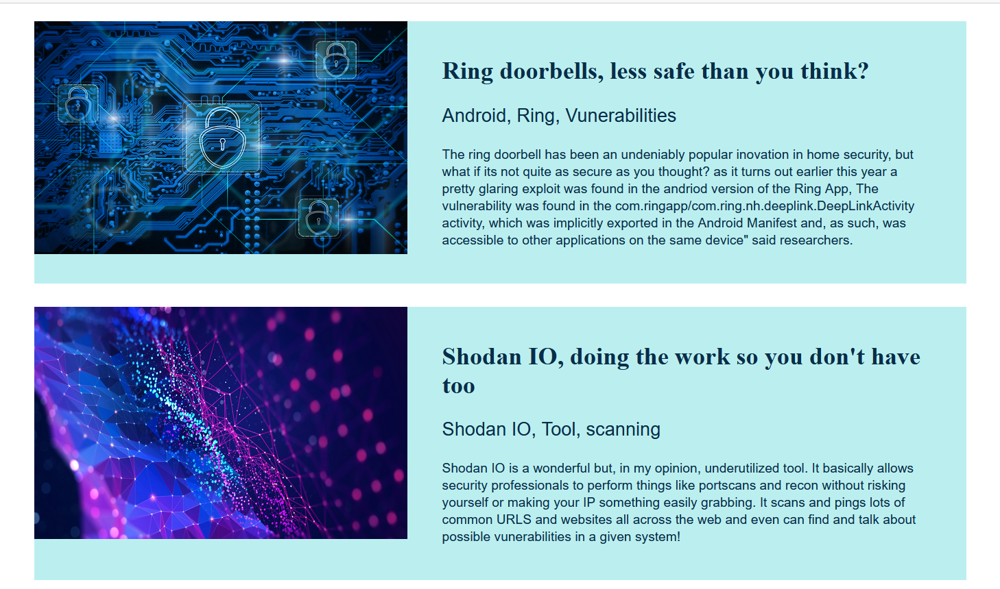 Ring doorbells, less safe than you think?
Android, Ring, Vunerabilities
The ring doorbell has been an undeniably popular inovation in home security, but
what if its not quite as secure as you thought? as it turns out earlier this year a
pretty glaring exploit was found in the andriod version of the Ring App, The
vulnerability was found in the com.ringapp/com.ring.nh.deeplink.DeepLinkActivity
activity, which was implicitly exported in the Android Manifest and, as such, was
accessible to other applications on the same device" said researchers.
Shodan IO, doing the work so you don't have
too
Shodan IO, Tool, scanning
Shodan IO is a wonderful but, in my opinion, underutilized tool. It basically allows
security professionals to perform things like portscans and recon without risking
yourself or making your IP something easily grabbing. It scans and pings lots of
common URLS and websites all across the web and even can find and talk about
possible vunerabilities in a given system!